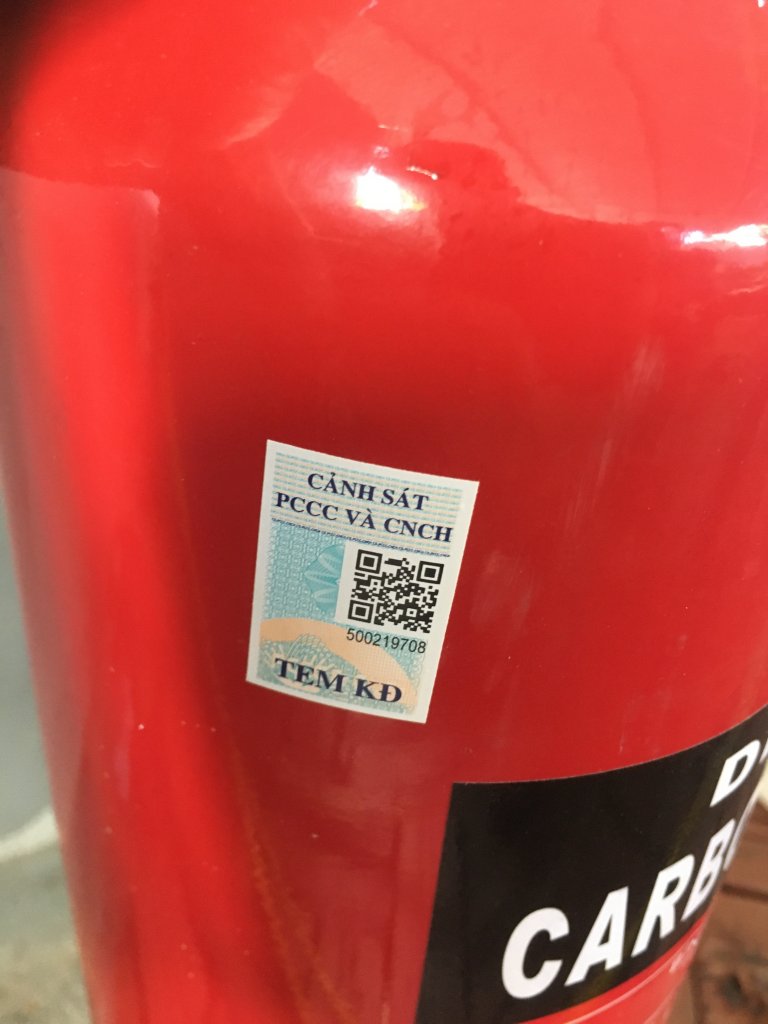 CẢNH SÁT
PCCC VÀ CNCH
500219708
TEM KĐ
CARB